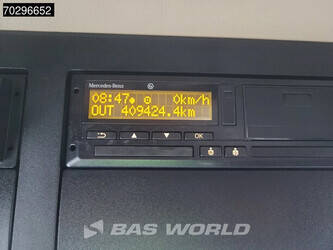 70296652
Mercedes-Benz
08:47 0km/h
OUT 409424.4km
OK
BAS WORLD